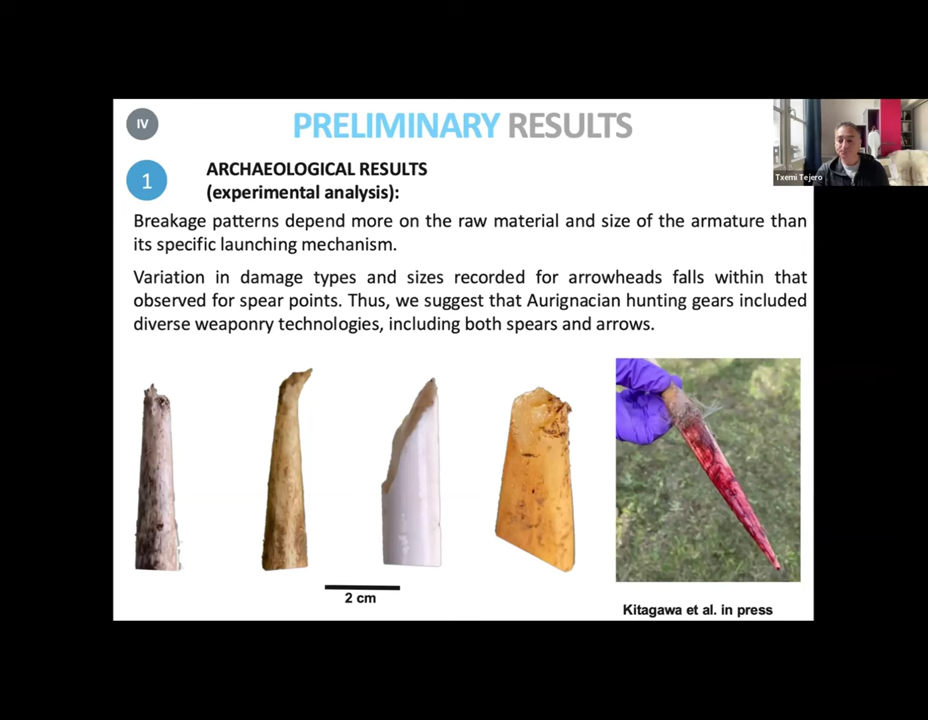 IV
PRELIMINARY RESULTS
1
ARCHAEOLOGICAL RESULTS
(experimental analysis):
Txemi Tejero
Breakage patterns depend more on the raw material and size of the armature than
its specific launching mechanism.
Variation in damage types and sizes recorded for arrowheads falls within that
observed for spear points. Thus, we suggest that Aurignacian hunting gears included
diverse weaponry technologies, including both spears and arrows.
2 cm
Kitagawa et al. in press